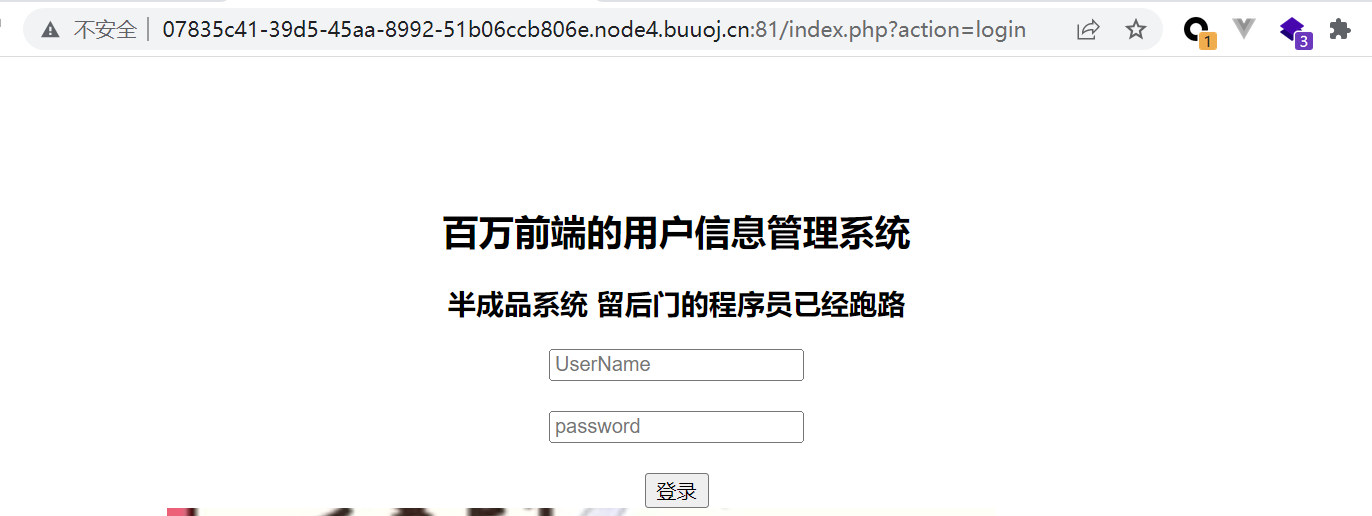 不安全 07835c41-39d5-45aa-8992-51b06ccb806e.node4.buuoj.cn:81/index.php?action=login
1
3
百万前端的用户信息管理系统
半成品系统 留后门的程序员已经跑路
UserName
password
登录